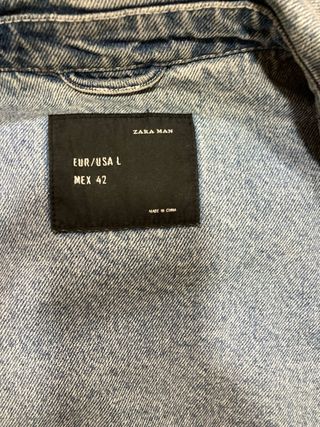 ZARA MAN
EUR/USA L
MEX 42
MADE IN CHINA